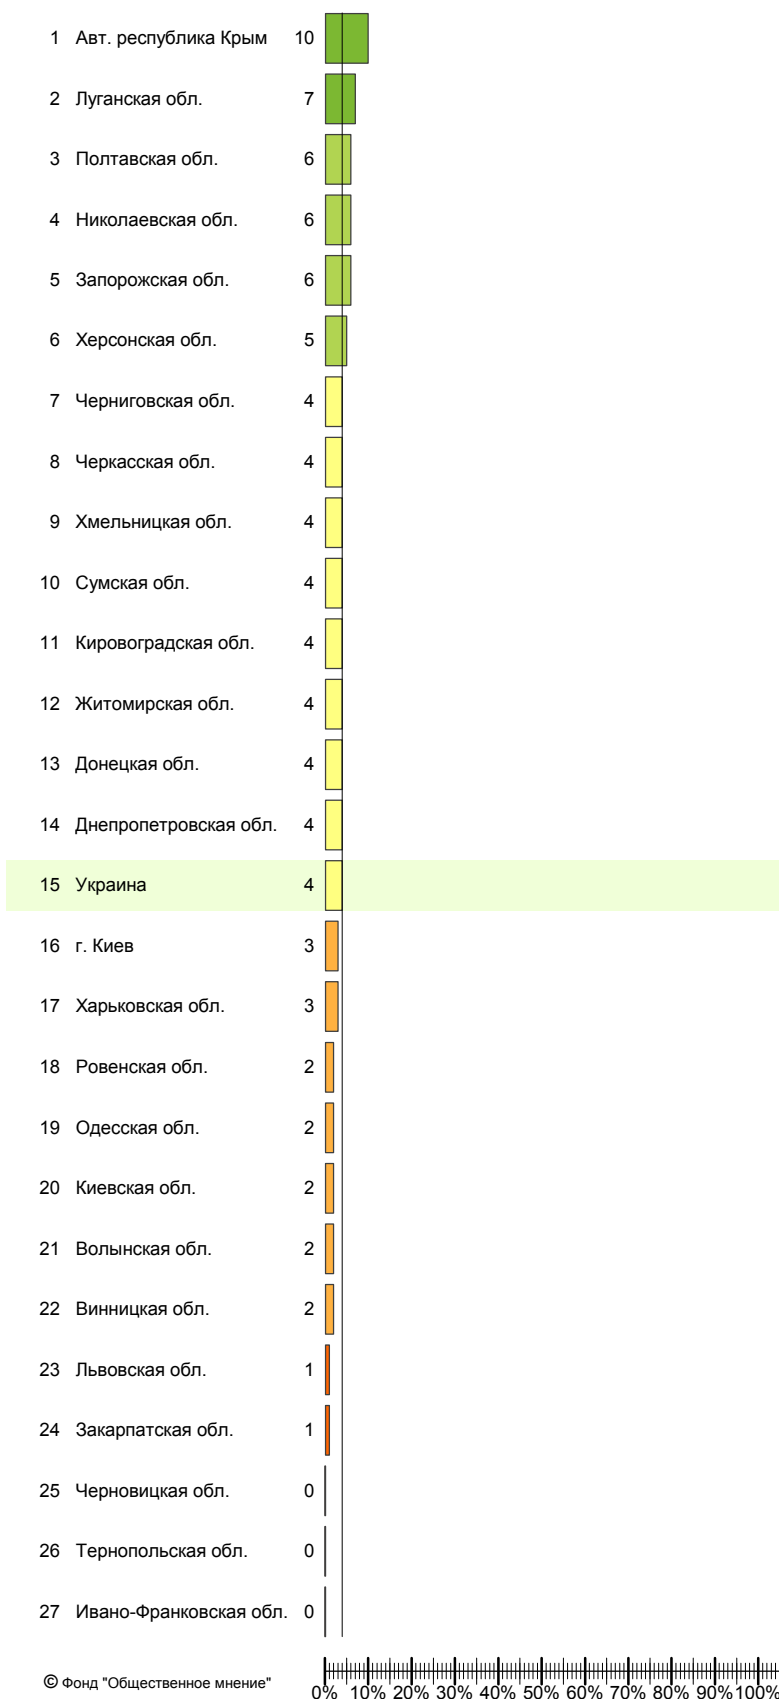 1 Авт. республика Крым 10
2 Луганская обл. 7
3 Полтавская обл. 6
4 Николаевская обл. 6
5 Запорожская обл. 6
6 Херсонская обл. 5
7 Черниговская обл. 4
8 Черкасская обл. 4
9 Хмельницкая обл. 4
10 Сумская обл. 4
11 Кировоградская обл. 4
12 Житомирская обл. 4
13 Донецкая обл. 4
14 Днепропетровская обл. 4
15 Украина 4
16 г. Киев 3
17 Харьковская обл. 3
18 Ровенская обл. 2
19 Одесская обл. 2
20 Киевская обл. 2
21 Волынская обл. 2
22 Винницкая обл. 2
23 Львовская обл. 1
24 Закарпатская обл. 1
25 Черновицкая обл. 0
26 Тернопольская обл. 0
27 Ивано-Франковская обл. 0
© Фонд "Общественное мнение"
0% 10% 20% 30% 40% 50% 60% 70% 80% 90% 100%